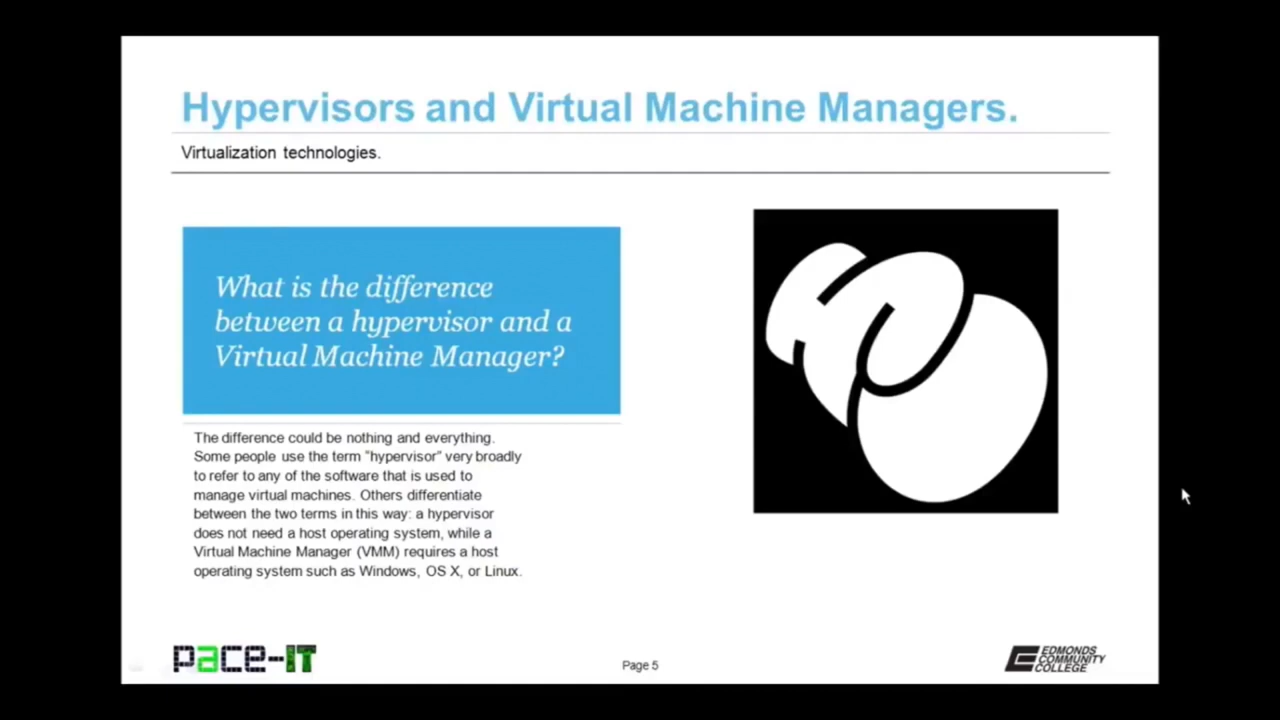 Hypervisors and Virtual Machine Managers.
Virtualization technologies.
What is the difference
between a hypervisor and a
Virtual Machine Manager?
The difference could be nothing and everything.
Some people use the term "hypervisor" very broadly
to refer to any of the software that is used to
manage virtual machines. Others differentiate
between the two terms in this way: a hypervisor
does not need a host operating system, while a
Virtual Machine Manager (VMM) requires a host
operating system such as Windows, OS X, or Linux.
pace-IT
Page 5
EDMONDS
COMMUNITY
COLLEGE